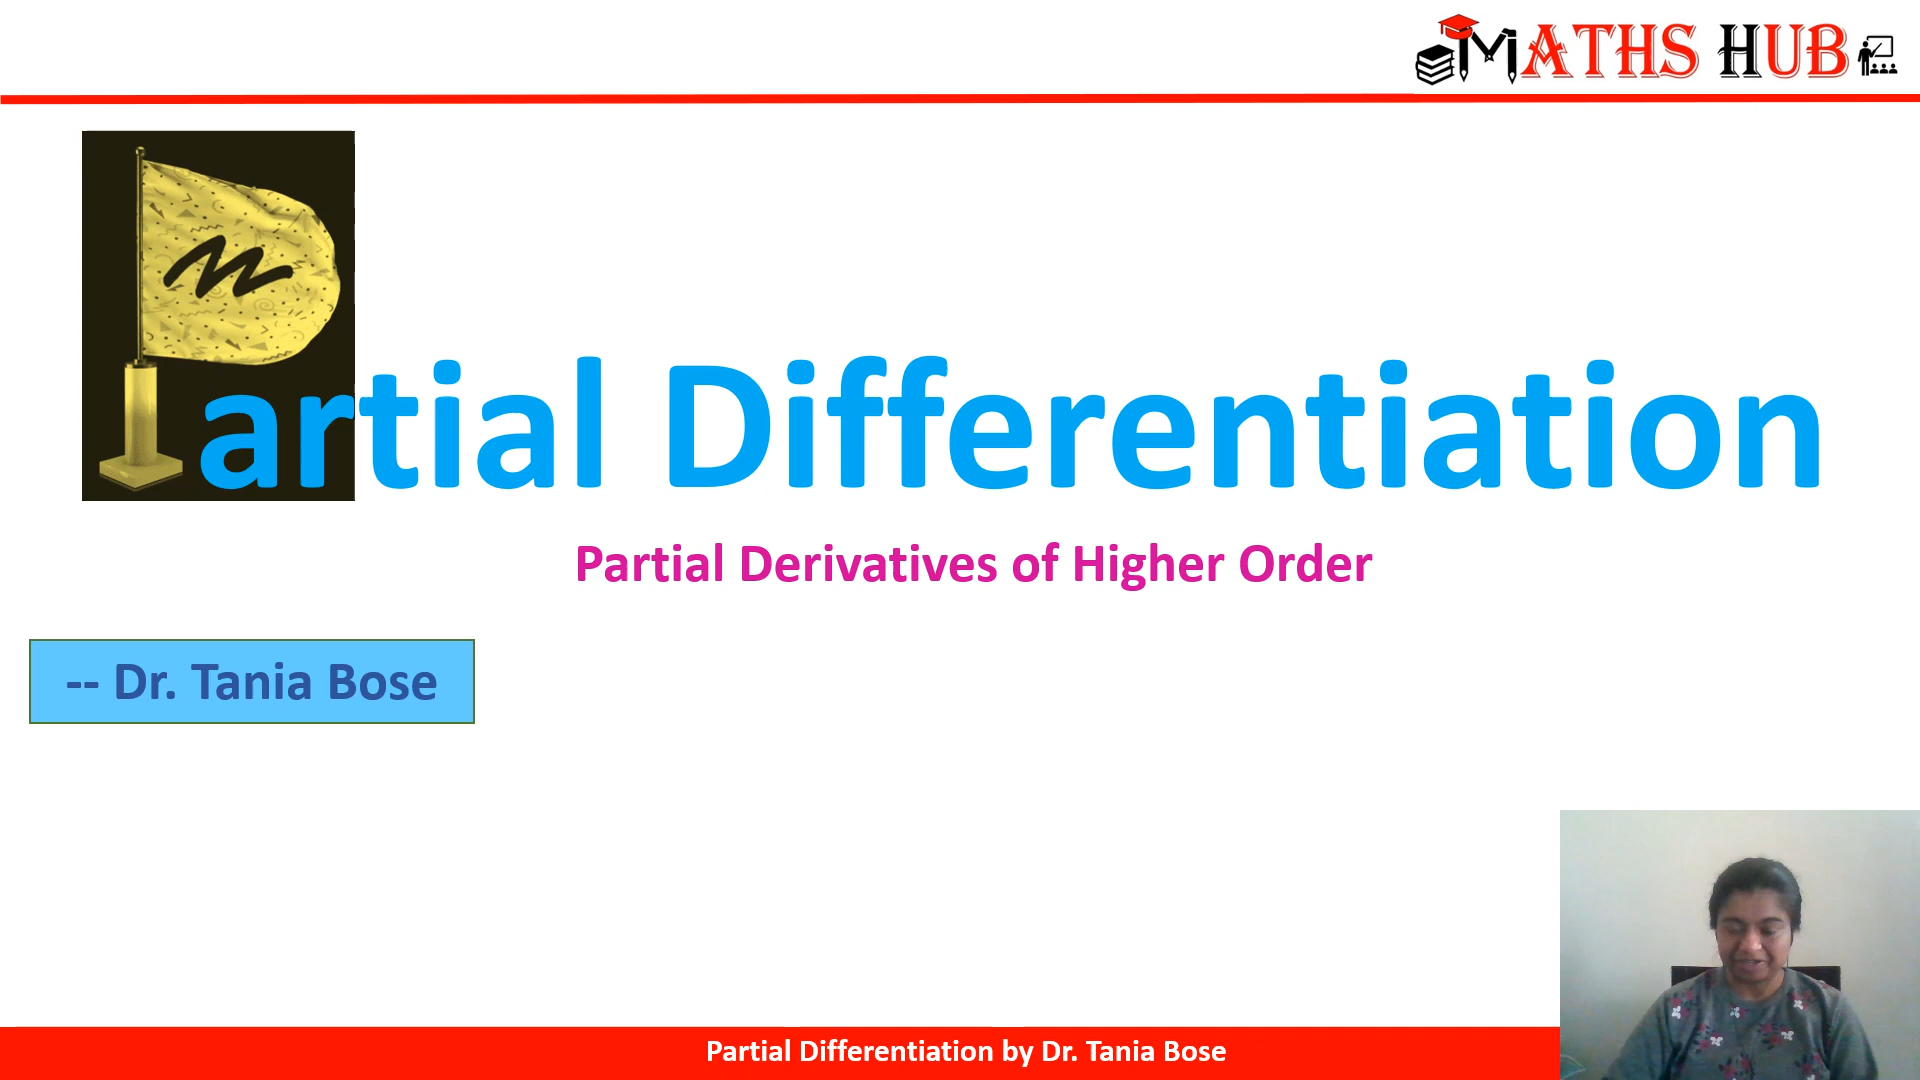 MATHS HUB
Partial Differentiation
Partial Derivatives of Higher Order
-- Dr. Tania Bose
Partial Differentiation by Dr. Tania Bose